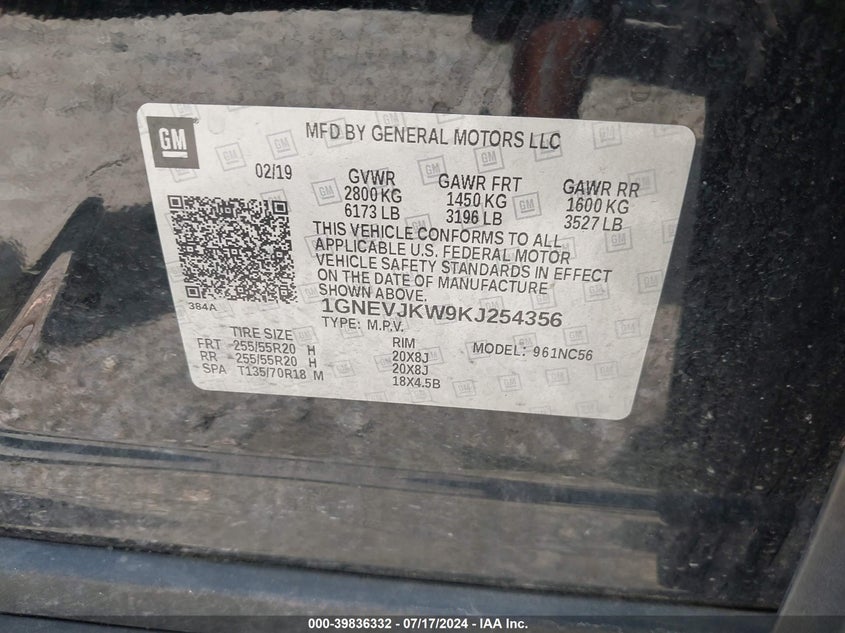 GM
MFD BY GENERAL MOTORS LLC
02/19
GVWR GAWR FRT GAWR RR
2800 KG 1450 KG 1600 KG
6173 LB 3196 LB 3527 LB
THIS VEHICLE CONFORMS TO ALL
APPLICABLE U.S. FEDERAL MOTOR
VEHICLE SAFETY STANDARDS IN EFFECT
ON THE DATE OF MANUFACTURE
SHOWN ABOVE.
384A
1GNEVJKW9KJ254356
TYPE: M.P.V.
TIRE SIZE RIM MODEL: 961NC56
FRT 255/55R20 H 20X8J
RR 255/55R20 H 20X8J
SPA T135/70R18 M 18X4.5B
000-39836332 / 07/17/2024 - IAA Inc.